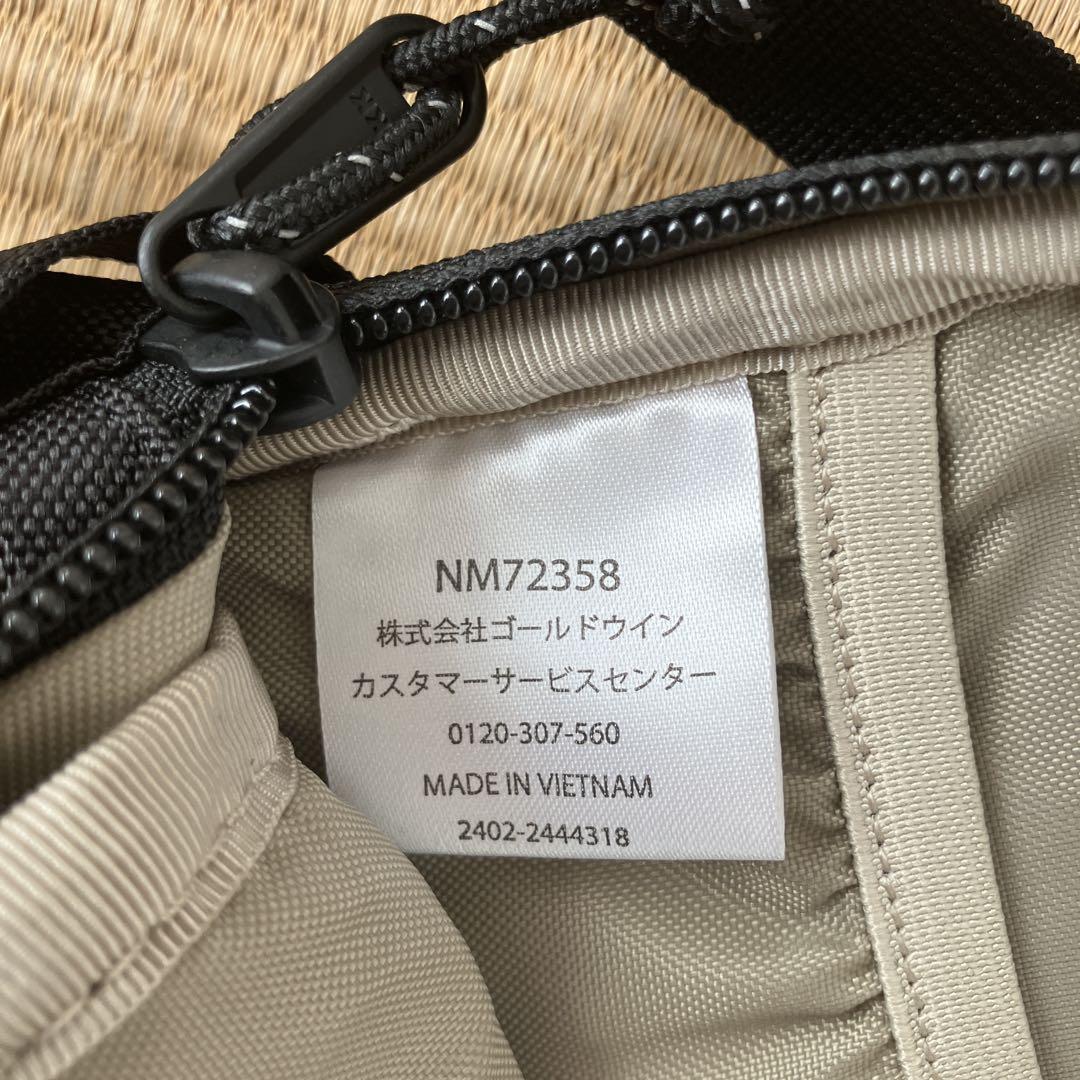 NM72358
株式会社ゴールドウイン
カスタマーサービスセンター
0120-307-560
MADE IN VIETNAM
2402-2444318